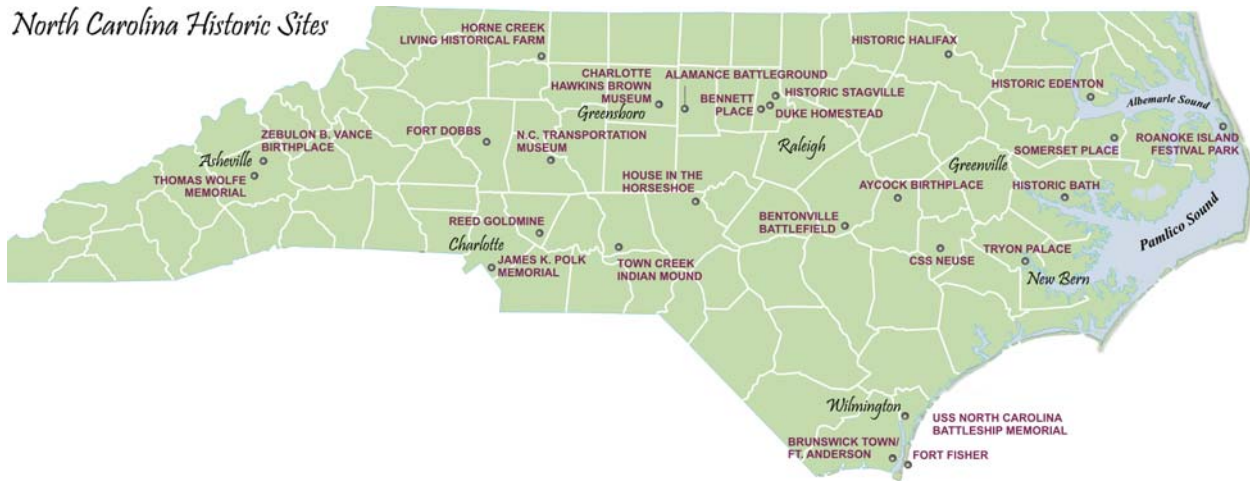 North Carolina Historic Sites
HORNE CREEK
LIVING HISTORICAL FARM
HISTORIC HALIFAX
CHARLOTTE
HAWKINS BROWN
MUSEUM
ALAMANCE BATTLEGROUND
HISTORIC STAGVILLE
BENNETT
PLACE
DUKE HOMESTEAD
HISTORIC EDENTON
Albemarle Sound
Greensboro
ZEBULON B. VANCE
BIRTHPLACE
FORT DOBBS
N.C. TRANSPORTATION
MUSEUM
Raleigh
ROANOKE ISLAND
FESTIVAL PARK
SOMERSET PLACE
Asheville
THOMAS WOLFE
MEMORIAL
Greenville
HOUSE IN THE
HORSESHOE
AYCOCK BIRTHPLACE
HISTORIC BATH
REED GOLDMINE
BENTONVILLE
BATTLEFIELD
Pamlico Sound
Charlotte
JAMES K. POLK
MEMORIAL
TOWN CREEK
INDIAN MOUND
CSS NEUSE
TRYON PALACE
New Bern
Wilmington
USS NORTH CAROLINA
BATTLESHIP MEMORIAL
BRUNSWICK TOWN/
FT. ANDERSON
FORT FISHER